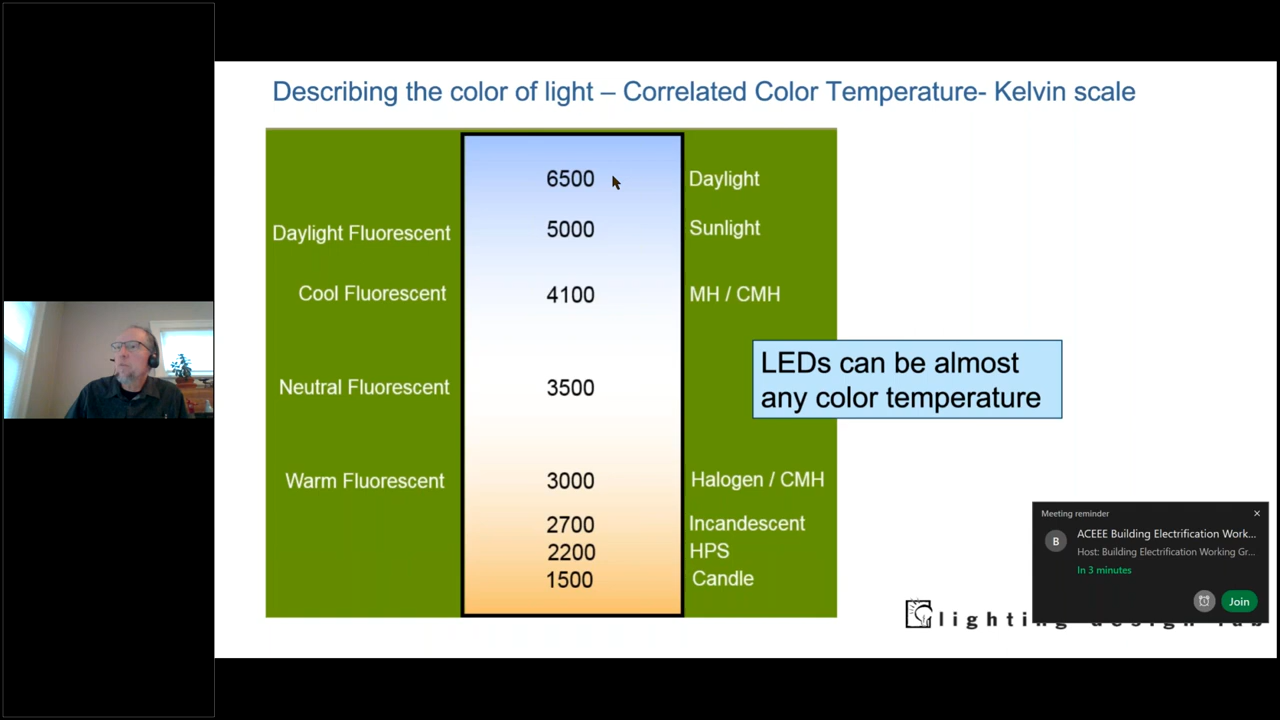 Describing the color of light – Correlated Color Temperature- Kelvin scale
6500 Daylight
Daylight Fluorescent 5000 Sunlight
Cool Fluorescent 4100 MH / CMH
LEDs can be almost
any color temperature
Neutral Fluorescent 3500
Warm Fluorescent 3000 Halogen / CMH
2700 Incandescent
2200 HPS
1500 Candle
Meeting reminder
B
ACEEE Building Electrification Work...
Host: Building Electrification Working Gr...
In 3 minutes
Join
lighting design lab